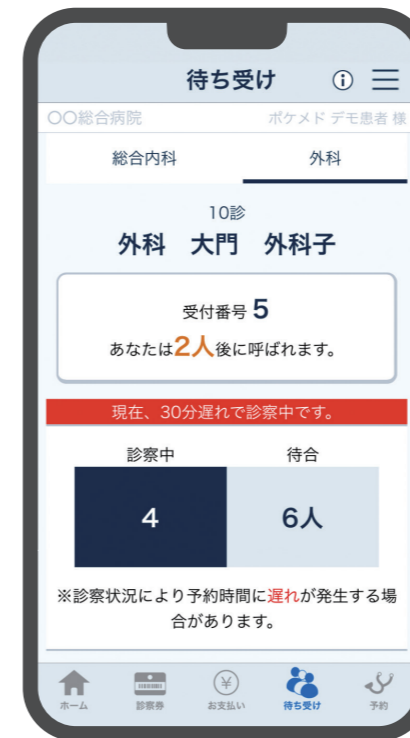 待ち受け
〇〇総合病院 ポケメド デモ患者 様
総合内科 外科
10診
外科 大門 外科子
受付番号 5
あなたは2人後に呼ばれます。
現在、30分遅れで診察中です。
診察中 待合
4 6人
※診察状況により予約時間に遅れが発生する場
合があります。
ホーム 診察券 お支払い 待ち受け 予約